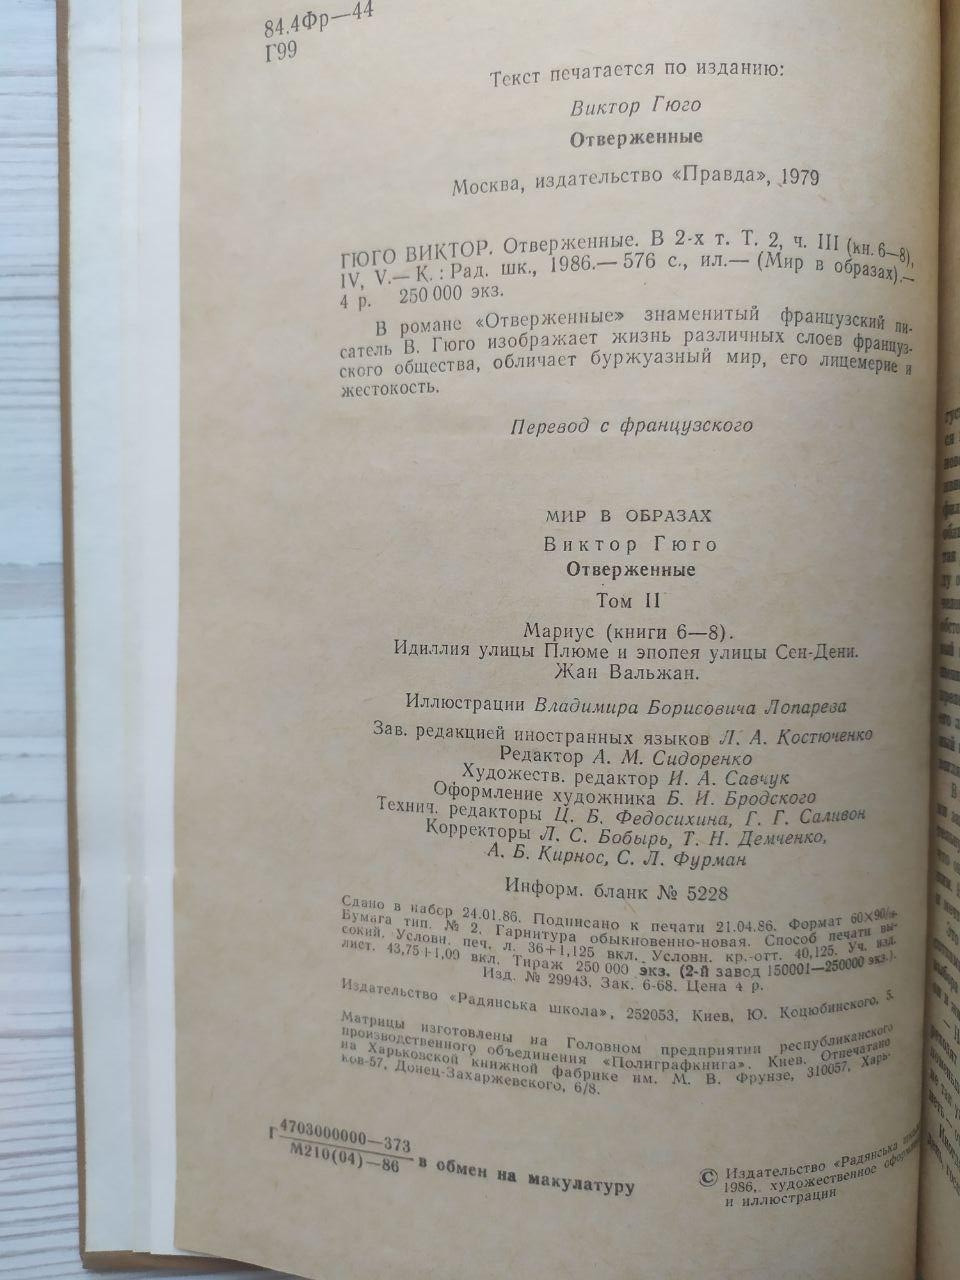 84.4Фр—44
Г99
Текст печатается по изданию:
Виктор Гюго
Отверженные
Москва, издательство «Правда», 1979
ГЮГО ВИКТОР. Отверженные. В 2-х т. Т. 2, ч. III (кн. 6—8),
IV, V.— К. : Рад. шк., 1986.— 576 с., ил.— (Мир в образах).—
4 р. 250 000 экз.
В романе «Отверженные» знаменитый французский пи-
сатель В. Гюго изображает жизнь различных слоев француз-
ского общества, обличает буржуазный мир, его лицемерие и
жестокость.
Перевод с французского
МИР В ОБРАЗАХ
Виктор Гюго
Отверженные
Том II
Мариус (книги 6—8).
Идиллия улицы Плюме и эпопея улицы Сен-Дени.
Жан Вальжан.
Иллюстрации Владимира Борисовича Лопарева
Зав. редакцией иностранных языков Л. А. Костюченко
Редактор А. М. Сидоренко
Художеств. редактор И. А. Савчук
Оформление художника Б. И. Бродского
Технич. редакторы Ц. Б. Федосихина, Г. Г. Саливон
Корректоры Л. С. Бобырь, Т. Н. Демченко,
А. Б. Кирнос, С. Л. Фурман
Информ. бланк № 5228
Сдано в набор 24.01.86. Подписано к печати 21.04.86. Формат 60×90/16
Бумага тип. № 2. Гарнитура обыкновенно-новая. Способ печати вы-
сокий. Условн. печ. л. 36+1,125 вкл. Условн. кр.-отт. 40,125. Уч. изд.
лист. 43,75+1,09 вкл. Тираж 250 000 экз. (2-й завод 150001—250000 экз.).
Изд. № 29943. Зак. 6-68. Цена 4 р.
Издательство «Радянська школа», 252053, Киев, Ю. Коцюбинского, 5.
Матрицы изготовлены на Головном предприятии республиканского
производственного объединения «Полиграфкнига». Киев. Отпечатано
на Харьковской книжной фабрике им. М. В. Фрунзе, 310057, Харь-
ков-57, Донец-Захаржевского, 6/8.
Г 4703000000—373
М210(04)—86 в обмен на макулатуру
© Издательство «Радянська
1986, художественное
и иллюстрации